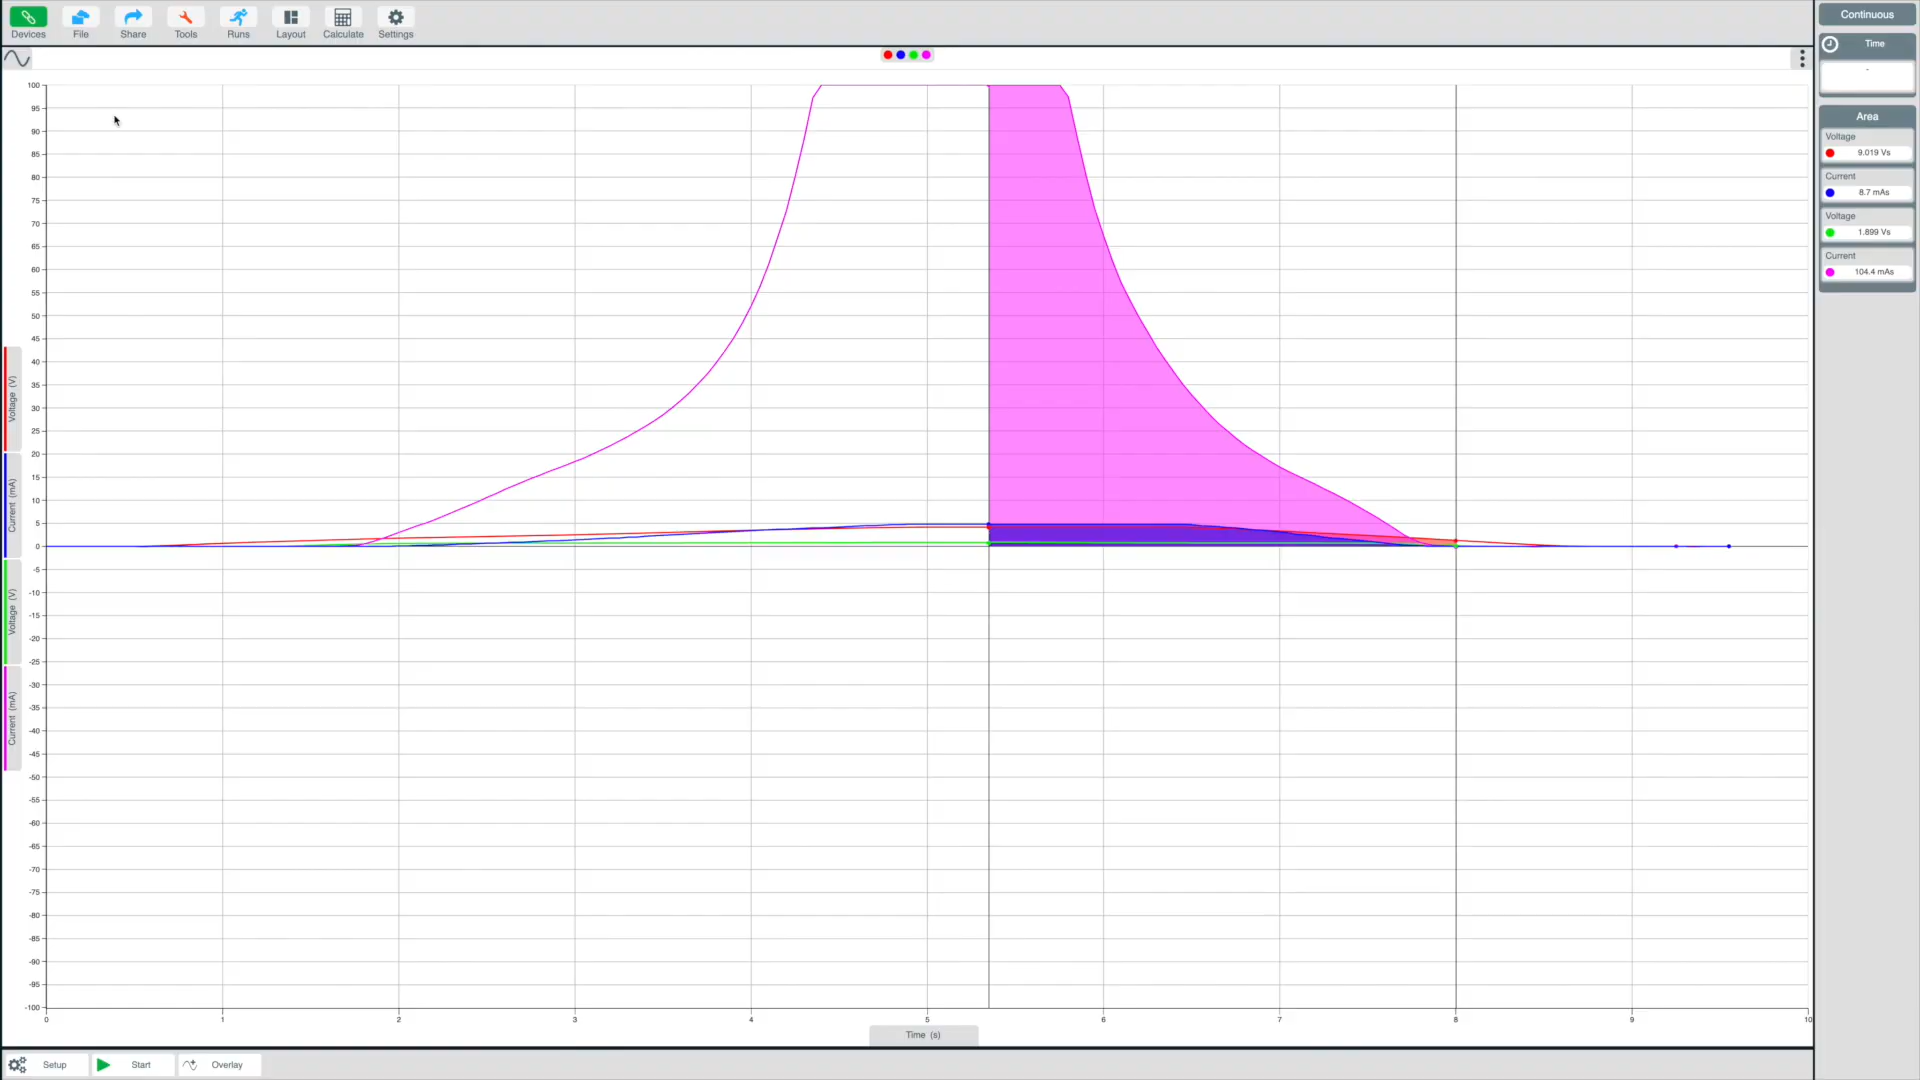 Devices File Share Tools Runs Layout Calculate Settings
Continuous
Time
-
Area
Voltage
9.019 Vs
Current
8.7 mAs
Voltage
1.899 Vs
Current
104.4 mAs
100
95
90
85
80
75
70
65
60
55
50
45
40
35
30
25
20
15
10
5
0
-5
-10
-15
-20
-25
-30
-35
-40
-45
-50
-55
-60
-65
-70
-75
-80
-85
-90
-95
-100
Voltage (V)
Current (mA)
Voltage (V)
Current (mA)
0 1 2 3 4 5 6 7 8 9 10
Time (s)
Setup Start Overlay